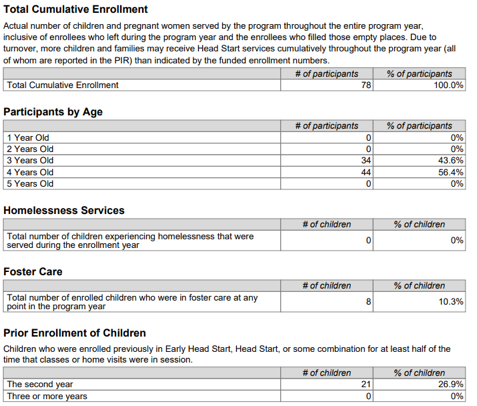 Total Cumulative Enrollment
Actual number of children and pregnant women served by the program throughout the entire program year,
inclusive of enrollees who left during the program year and the enrollees who filled those empty places. Due to
turnover, more children and families may receive Head Start services cumulatively throughout the program year (all
of whom are reported in the PIR) than indicated by the funded enrollment numbers.
# of participants % of participants
Total Cumulative Enrollment 78 100.0%
Participants by Age
# of participants % of participants
1 Year Old 0 0%
2 Years Old 0 0%
3 Years Old 34 43.6%
4 Years Old 44 56.4%
5 Years Old 0 0%
Homelessness Services
# of children % of children
Total number of children experiencing homelessness that were
served during the enrollment year 0 0%
Foster Care
# of children % of children
Total number of enrolled children who were in foster care at any
point in the program year 8 10.3%
Prior Enrollment of Children
Children who were enrolled previously in Early Head Start, Head Start, or some combination for at least half of the
time that classes or home visits were in session.
# of children % of children
The second year 21 26.9%
Three or more years 0 0%